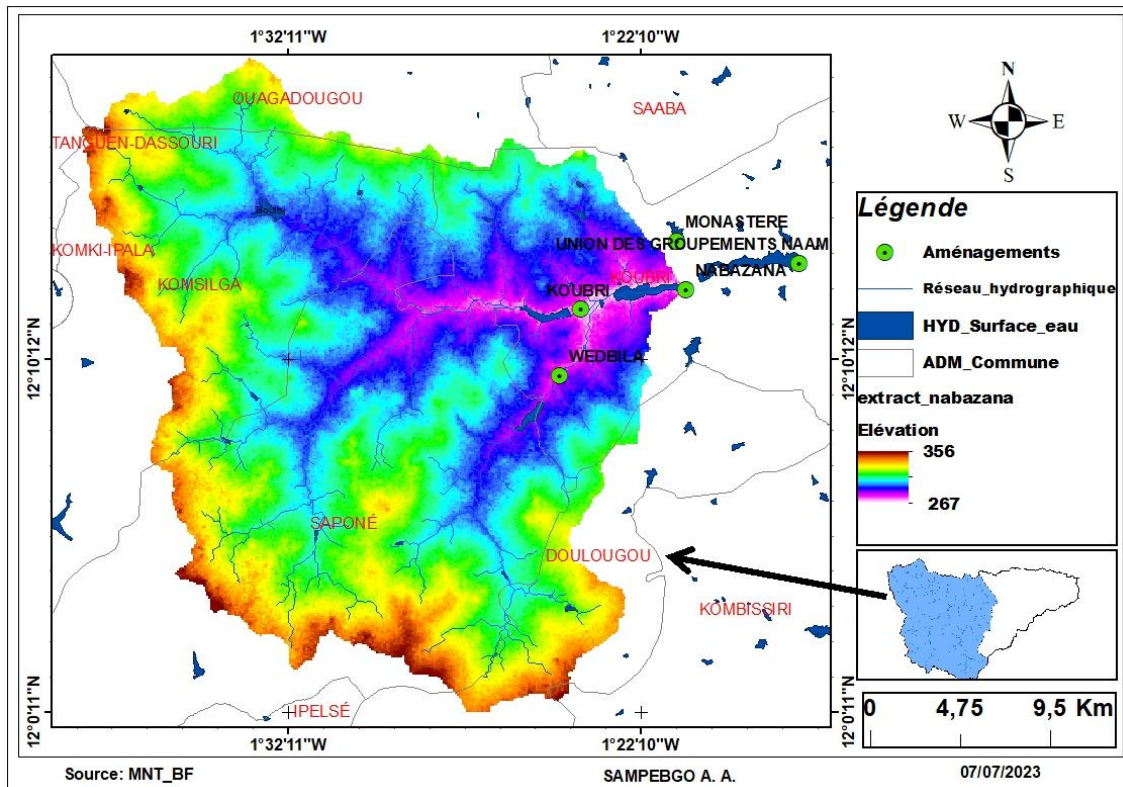 1°32'11"W
1°22'10"W
OUAGADOUGOU
SAABA
TANGUEN-DASSOURI
MONASTERE
UNION DES GROUPEMENTS NAAM
KOMKI-IPALA
KOMSILGA
KOUBRI
NABAZANA
KOUBRI
WEDBILA
SAPONÉ
DOULOUGOU
KOMBISSIRI
IPELSÉ
12°10'12"N
12°0'11"N
12°10'12"N
12°0'11"N
1°32'11"W
1°22'10"W
N
W
E
S
Légende
Aménagements
Réseau_hydrographique
HYD_Surface_eau
ADM_Commune
extract_nabazana
Elévation
356
267
0 4,75 9,5 Km
Source: MNT_BF
SAMPEBGO A. A.
07/07/2023